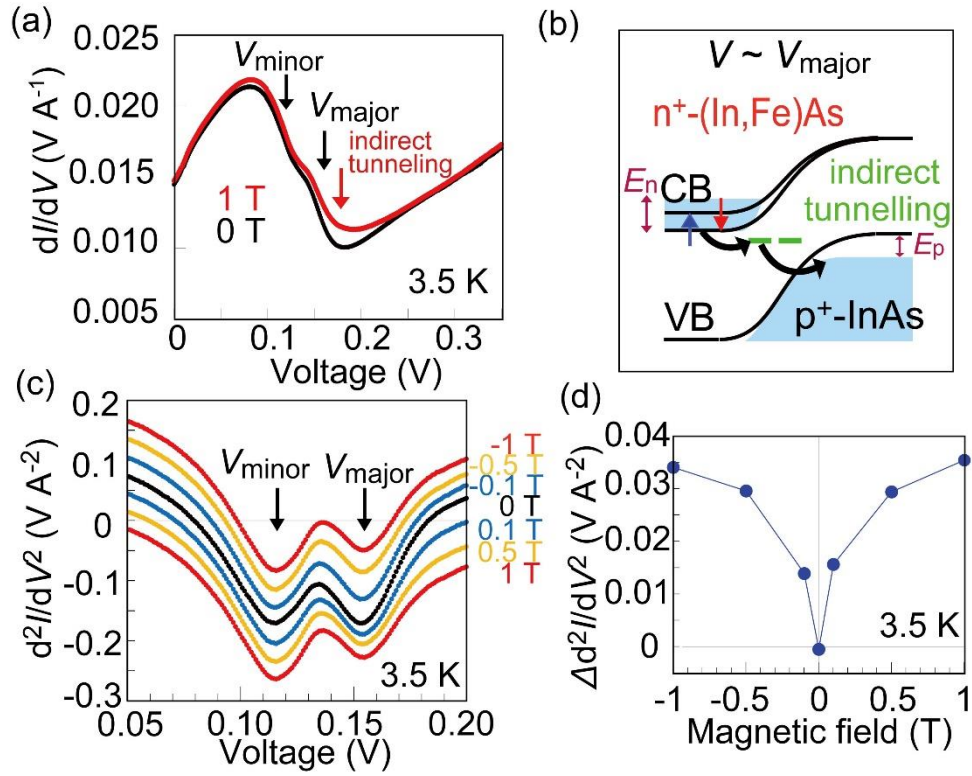 (a)
dI/dV (V A⁻¹)
0.025
0.020
0.015
0.010
0.005
Vminor
Vmajor
indirect
tunneling
1 T
0 T
3.5 K
0 0.1 0.2 0.3
Voltage (V)
(b)
V ~ Vmajor
n⁺-(In,Fe)As
En CB
indirect
tunnelling
Ep
VB p⁺-InAs
(c)
d²I/dV² (V A⁻²)
0.2
0.1
0
-0.1
-0.2
-0.3
Vminor Vmajor
-1 T
-0.5 T
-0.1 T
0 T
0.1 T
0.5 T
1 T
3.5 K
0.05 0.10 0.15 0.20
Voltage (V)
(d)
Δd²I/dV² (V A⁻²)
0.04
0.03
0.02
0.01
0
3.5 K
-1 -0.5 0 0.5 1
Magnetic field (T)